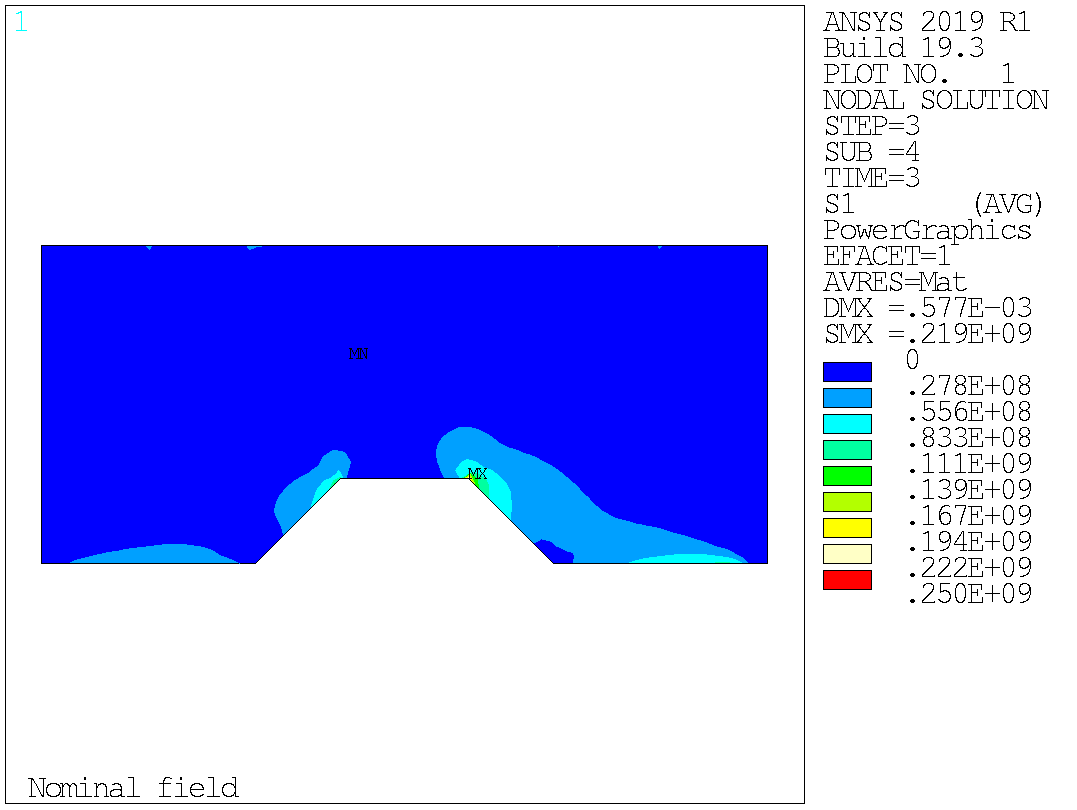 1
ANSYS 2019 R1
Build 19.3
PLOT NO.   1
NODAL SOLUTION
STEP=3
SUB =4
TIME=3
S1       (AVG)
PowerGraphics
EFACET=1
AVRES=Mat
DMX =.577E-03
SMX =.219E+09
0
.278E+08
.556E+08
.833E+08
.111E+09
.139E+09
.167E+09
.194E+09
.222E+09
.250E+09
MN
MX
Nominal field